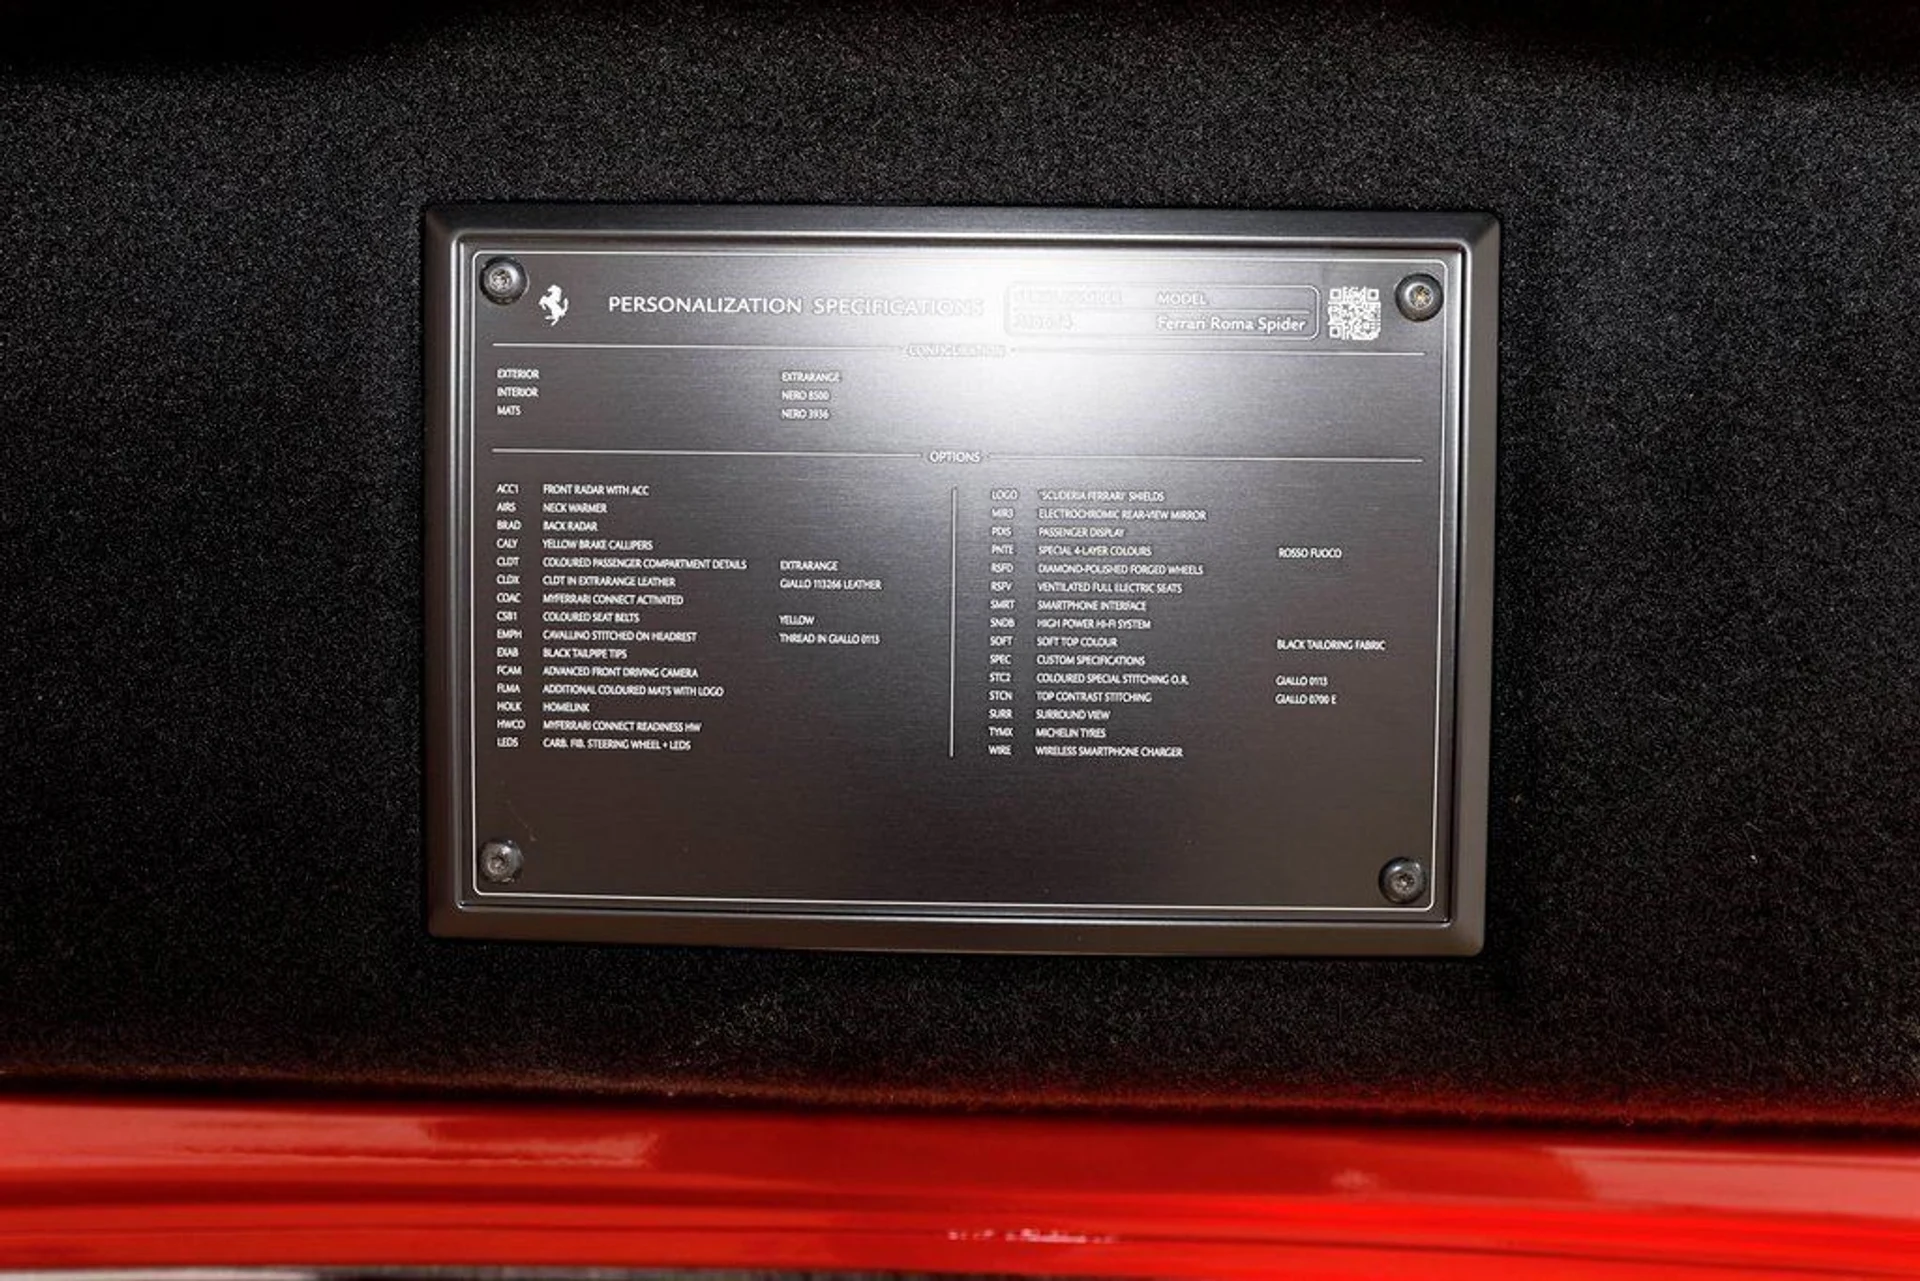 PERSONALIZATION SPECIFICATIONS
MODEL
Ferrari Roma Spider
CONFIGURATION
EXTERIOR EXTRARANGE
INTERIOR NERO 8500
MATS NERO 3936
OPTIONS
ACC1 FRONT RADAR WITH ACC
AIRS NECK WARMER
BRAD BACK RADAR
CALY YELLOW BRAKE CALLIPERS
CLDT COLOURED PASSENGER COMPARTMENT DETAILS EXTRARANGE
CLDX CLDT IN EXTRARANGE LEATHER GIALLO 113266 LEATHER
COAC MYFERRARI CONNECT ACTIVATED
CSB1 COLOURED SEAT BELTS YELLOW
EMPH CAVALLINO STITCHED ON HEADREST THREAD IN GIALLO 0113
EXAB BLACK TAILPIPE TIPS
FCAM ADVANCED FRONT DRIVING CAMERA
FLMA ADDITIONAL COLOURED MATS WITH LOGO
HOLK HOMELINK
HWCO MYFERRARI CONNECT READINESS HW
LEDS CARB. FIB. STEERING WHEEL + LEDS
LOGO "SCUDERIA FERRARI" SHIELDS
MIR3 ELECTROCHROMIC REAR-VIEW MIRROR
PDIS PASSENGER DISPLAY
PNTE SPECIAL 4-LAYER COLOURS ROSSO FUOCO
RSFD DIAMOND-POLISHED FORGED WHEELS
RSFV VENTILATED FULL ELECTRIC SEATS
SMRT SMARTPHONE INTERFACE
SNDB HIGH POWER HI-FI SYSTEM
SOFT SOFT TOP COLOUR BLACK TAILORING FABRIC
SPEC CUSTOM SPECIFICATIONS
STC2 COLOURED SPECIAL STITCHING O.R. GIALLO 0113
STCN TOP CONTRAST STITCHING GIALLO 0700 E
SURR SURROUND VIEW
TYMX MICHELIN TYRES
WIRE WIRELESS SMARTPHONE CHARGER